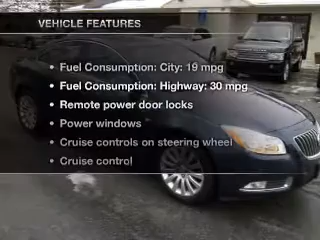 VEHICLE FEATURES
• Fuel Consumption: City: 19 mpg
• Fuel Consumption: Highway: 30 mpg
• Remote power door locks
• Power windows
• Cruise controls on steering wheel
• Cruise control